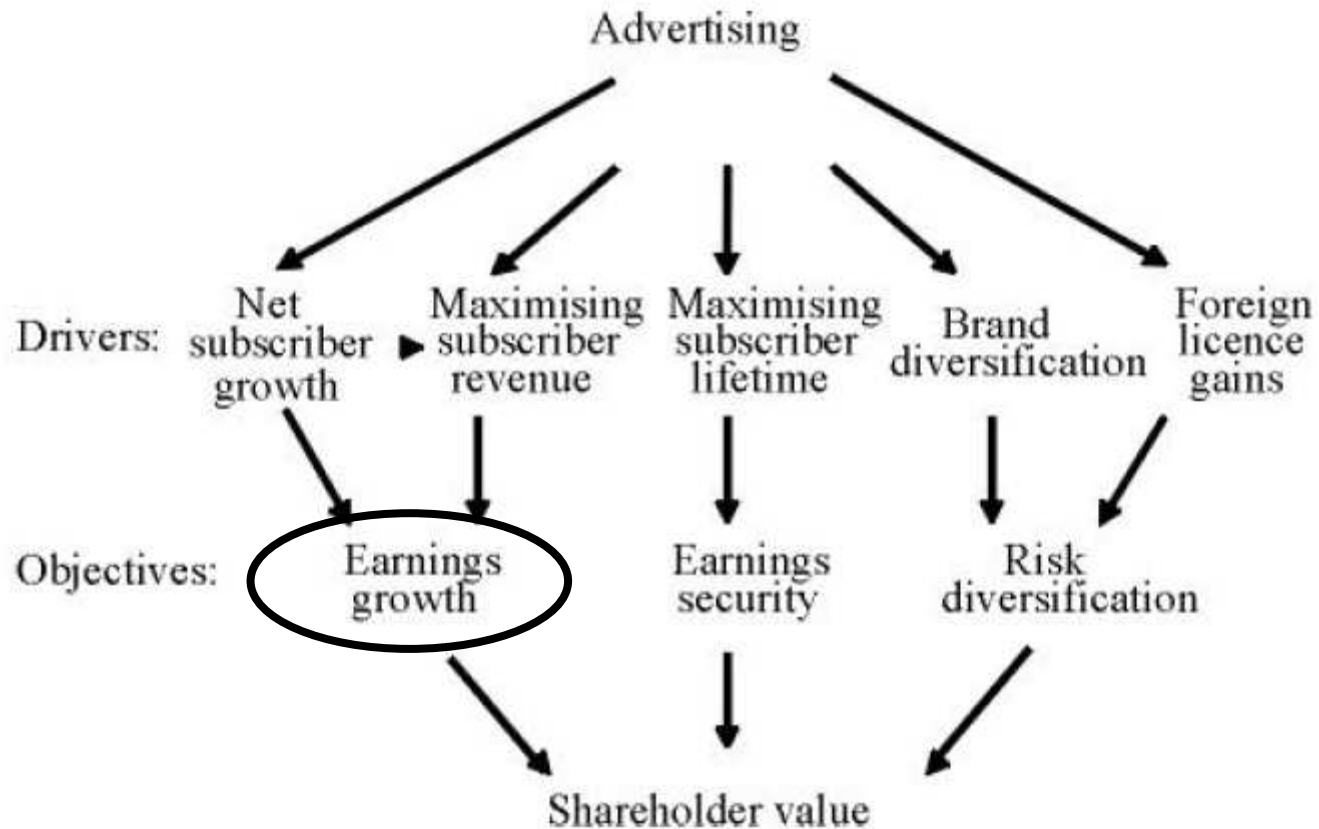 Advertising
Drivers:
Net
subscriber
growth
Maximising
subscriber
revenue
Maximising
subscriber
lifetime
Brand
diversification
Foreign
licence
gains
Objectives:
Earnings
growth
Earnings
security
Risk
diversification
Shareholder value